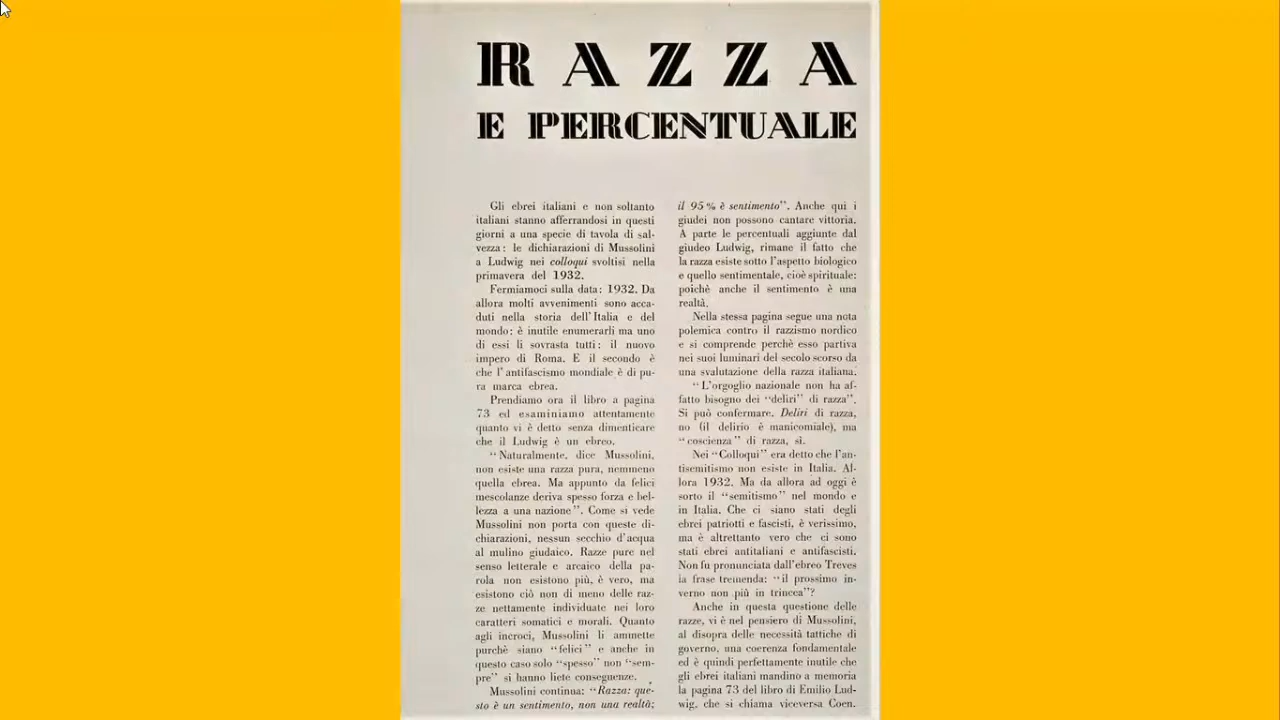 RAZZA
E PERCENTUALE
Gli ebrei italiani e non soltanto
italiani stanno afferrandosi in questi
giorni a una specie di tavola di sal-
vezza: le dichiarazioni di Mussolini
a Ludwig nei colloqui svoltisi nella
primavera del 1932.
Fermiamoci sulla data: 1932. Da
allora molti avvenimenti sono acca-
duti nella storia dell'Italia e del
mondo: è inutile enumerarli ma uno
di essi li sovrasta tutti: il nuovo
impero di Roma. E il secondo è
che l'antifascismo mondiale è di pu-
ra marca ebrea.
Prendiamo ora il libro a pagina
73 ed esaminiamo attentamente
quanto vi è detto senza dimenticare
che il Ludwig è un ebreo.
"Naturalmente, dice Mussolini,
non esiste una razza pura, nemmeno
quella ebrea. Ma appunto da felici
mescolanze deriva spesso forza e bel-
lezza a una nazione". Come si vede
Mussolini non porta con queste di-
chiarazioni, nessun secchio d'acqua
al mulino giudaico. Razze pure nel
senso letterale e arcaico della pa-
rola non esistono più, è vero, ma
esistono ciò non di meno delle raz-
ze nettamente individuate nei loro
caratteri somatici e morali. Quanto
agli incroci, Mussolini li ammette
purchè siano "felici" e anche in
questo caso solo "spesso" non "sem-
pre" si hanno liete conseguenze.
Mussolini continua: "Razza: que-
sto è un sentimento, non una realtà;
il 95 % è sentimento". Anche qui i
giudei non possono cantare vittoria.
A parte le percentuali aggiunte dal
giudeo Ludwig, rimane il fatto che
la razza esiste sotto l'aspetto biologico
e quello sentimentale, cioè spirituale:
poichè anche il sentimento è una
realtà.
Nella stessa pagina segue una nota
polemica contro il razzismo nordico
e si comprende perchè esso partiva
nei suoi luminari del secolo scorso da
una svalutazione della razza italiana.
"L'orgoglio nazionale non ha af-
fatto bisogno dei "deliri" di razza".
Si può confermare. Deliri di razza,
no (il delirio è manicomiale), ma
"coscienza" di razza, sì.
Nei "Colloqui" era detto che l'an-
tisemitismo non esiste in Italia. Al-
lora 1932. Ma da allora ad oggi è
sorto il "semitismo" nel mondo e
in Italia. Che ci siano stati degli
ebrei patriotti e fascisti, è verissimo,
ma è altrettanto vero che ci sono
stati ebrei antitaliani e antifascisti.
Non fu pronunciata dall'ebreo Treves
la frase tremenda: "il prossimo in-
verno non più in trincea"?
Anche in questa questione delle
razze, vi è nel pensiero di Mussolini,
al disopra delle necessità tattiche di
governo, una coerenza fondamentale
ed è quindi perfettamente inutile che
gli ebrei italiani mandino a memoria
la pagina 73 del libro di Emilio Lud-
wig, che si chiama viceversa Coen.